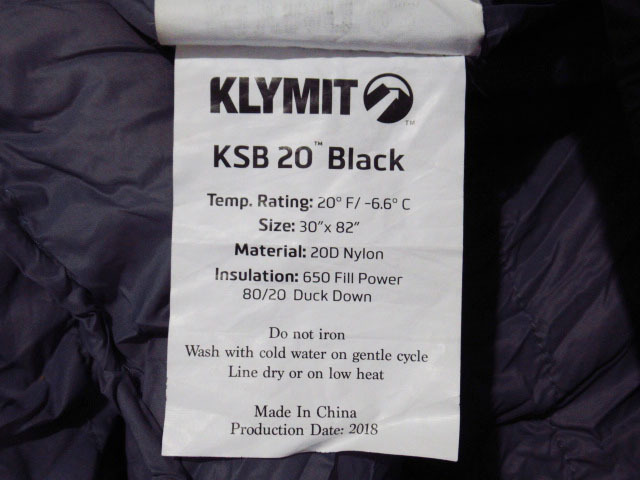 KLYMIT
TM
KSB 20™ Black
Temp. Rating: 20° F/ -6.6° C
Size: 30"x 82"
Material: 20D Nylon
Insulation: 650 Fill Power
80/20 Duck Down
Do not iron
Wash with cold water on gentle cycle
Line dry or on low heat
Made In China
Production Date: 2018